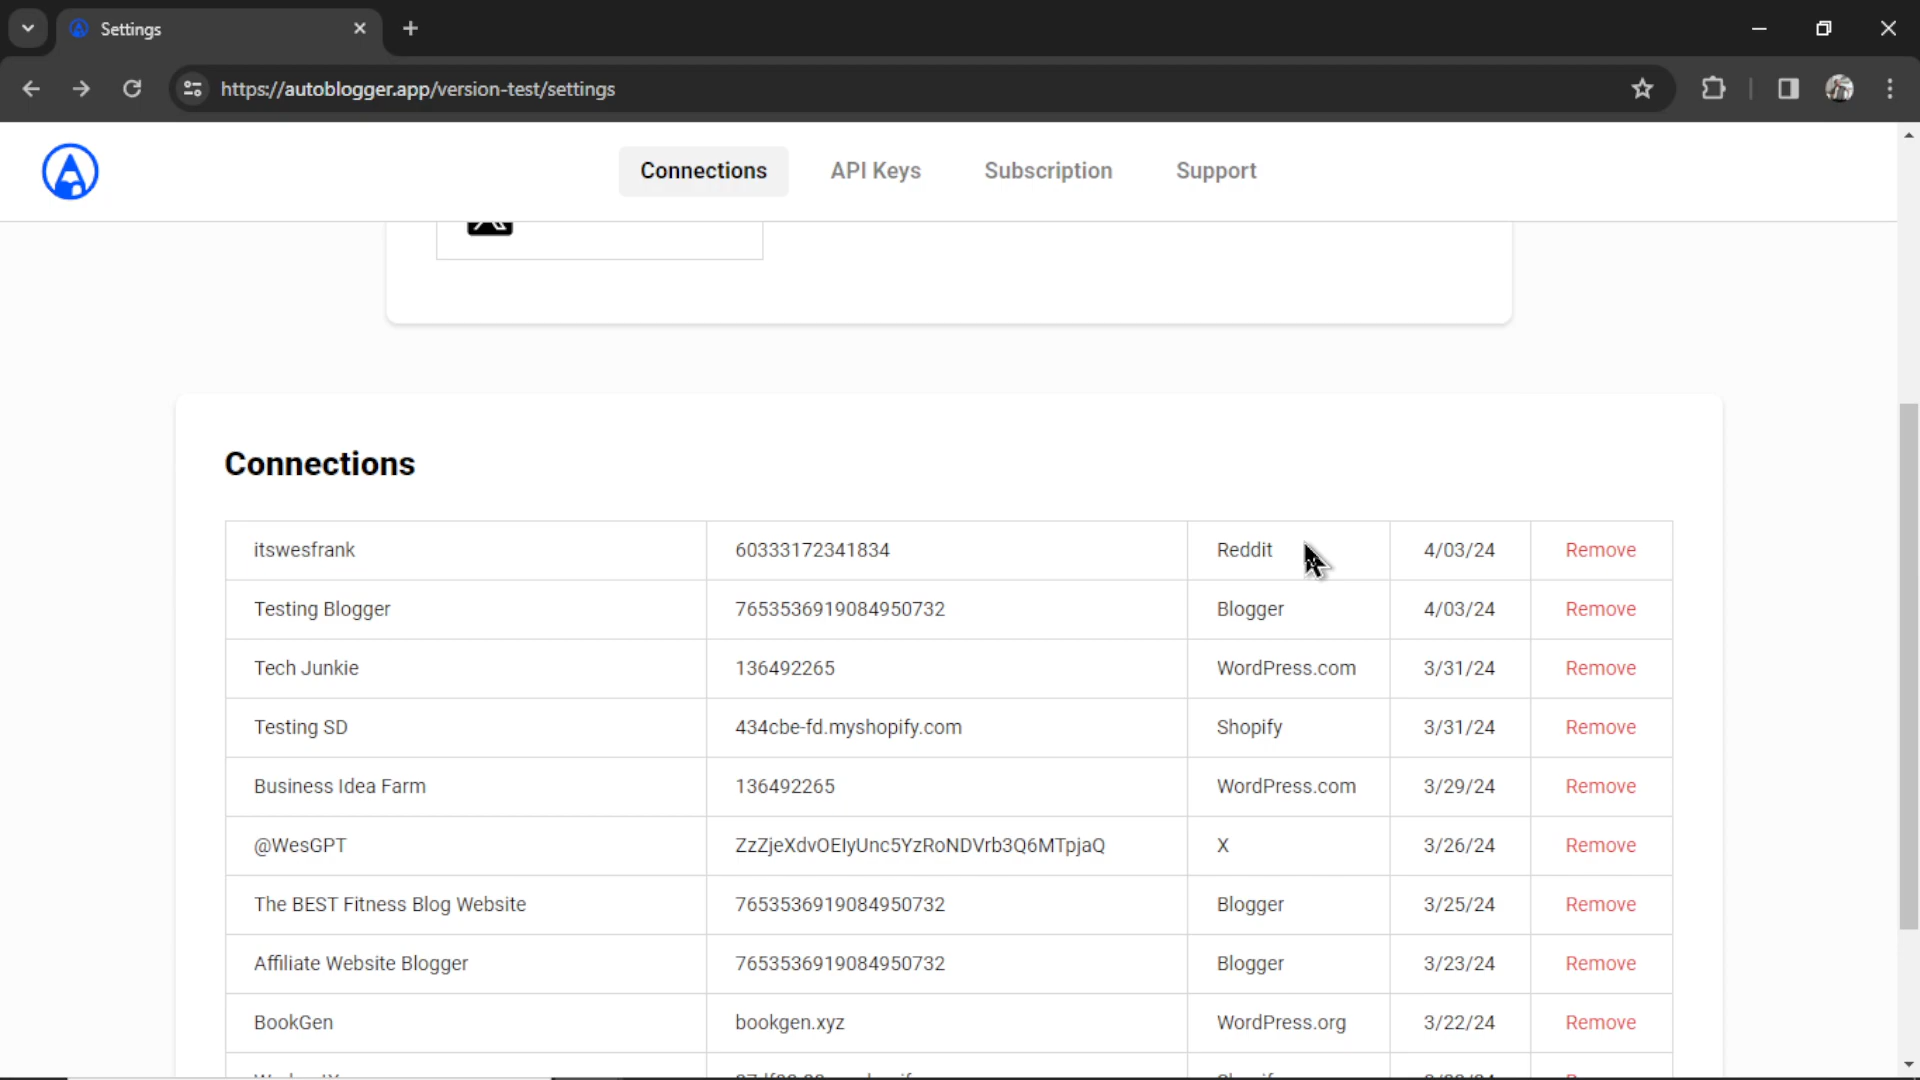 Settings
https://autoblogger.app/version-test/settings
Connections API Keys Subscription Support
Connections
itswesfrank 60333172341834 Reddit 4/03/24 Remove
Testing Blogger 7653536919084950732 Blogger 4/03/24 Remove
Tech Junkie 136492265 WordPress.com 3/31/24 Remove
Testing SD 434cbe-fd.myshopify.com Shopify 3/31/24 Remove
Business Idea Farm 136492265 WordPress.com 3/29/24 Remove
@WesGPT ZzZjeXdvOEIyUnc5YzRoNDVrb3Q6MTpjaQ X 3/26/24 Remove
The BEST Fitness Blog Website 7653536919084950732 Blogger 3/25/24 Remove
Affiliate Website Blogger 7653536919084950732 Blogger 3/23/24 Remove
BookGen bookgen.xyz WordPress.org 3/22/24 Remove